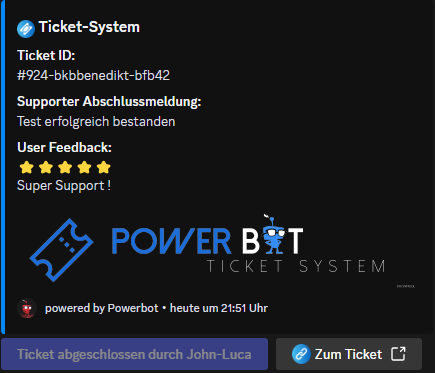 Ticket-System
Ticket ID:
#924-bkbbenedikt-bfb42
Supporter Abschlussmeldung:
Test erfolgreich bestanden
User Feedback:
Super Support !
POWER BOT
TICKET SYSTEM
powered by Powerbot • heute um 21:51 Uhr
Ticket abgeschlossen durch John-Luca
Zum Ticket